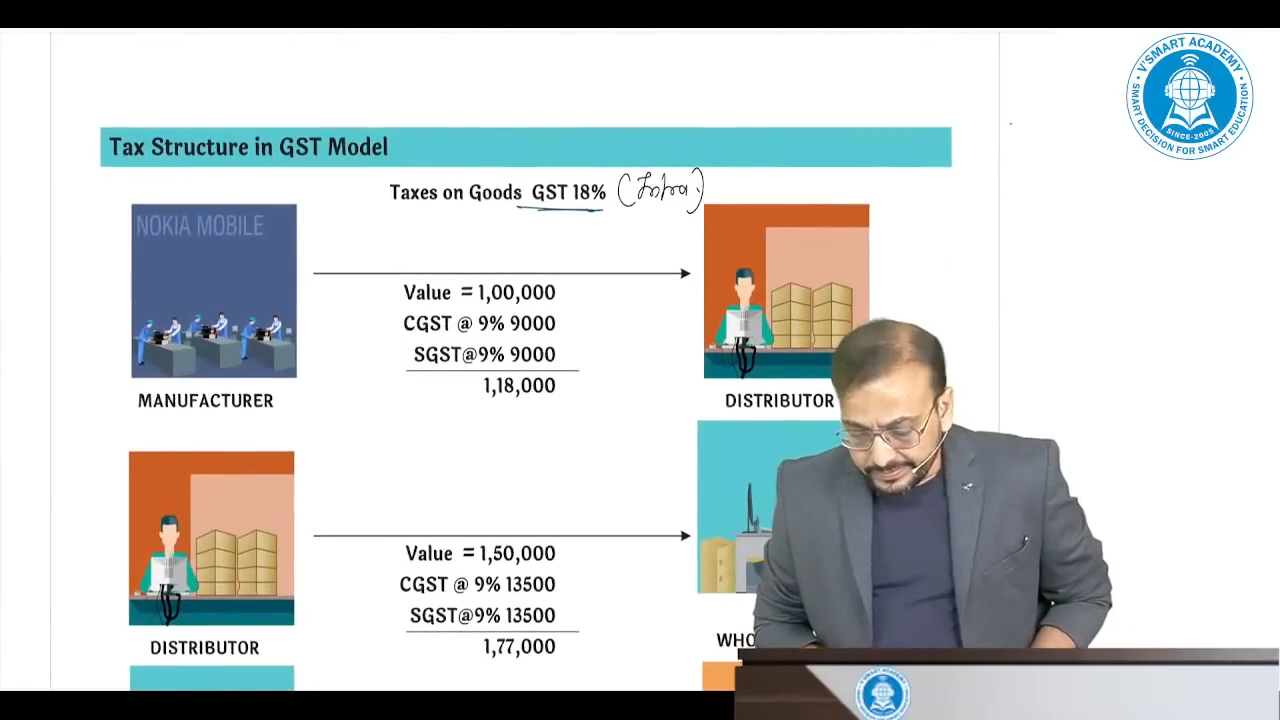 V'SMART ACADEMY
SMART DECISION FOR SMART EDUCATION
SINCE-2005
Tax Structure in GST Model
Taxes on Goods GST 18% (Intra.)
NOKIA MOBILE
Value = 1,00,000
CGST @ 9% 9000
SGST@9% 9000
1,18,000
MANUFACTURER
DISTRIBUTOR
Value = 1,50,000
CGST @ 9% 13500
SGST@9% 13500
1,77,000
DISTRIBUTOR
WHO